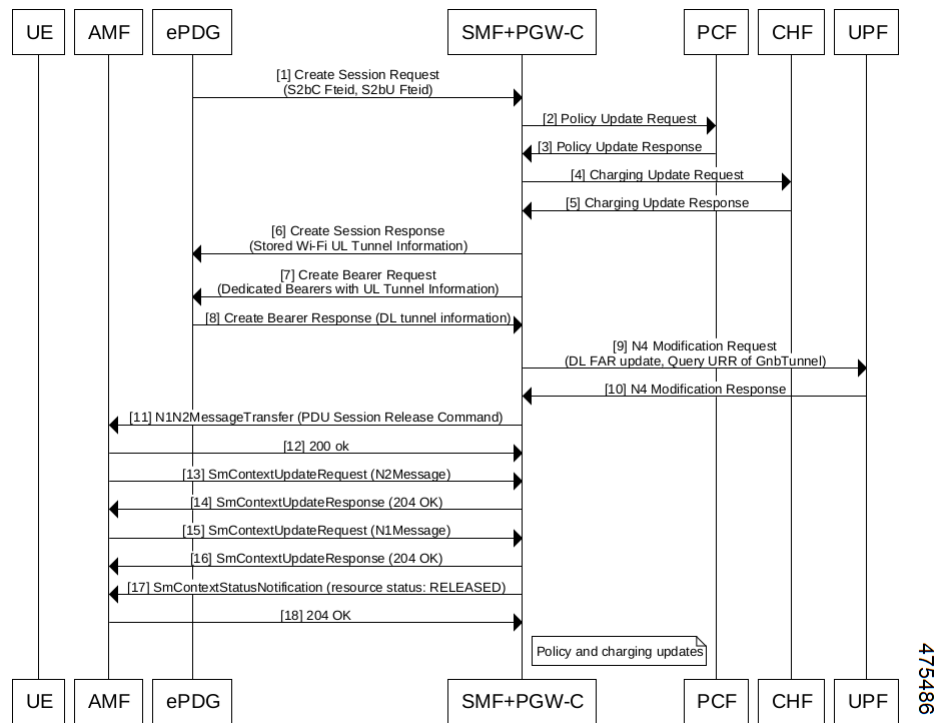 UE AMF ePDG SMF+PGW-C PCF CHF UPF
[1] Create Session Request
(S2bC Fteid, S2bU Fteid)
[2] Policy Update Request
[3] Policy Update Response
[4] Charging Update Request
[5] Charging Update Response
[6] Create Session Response
(Stored Wi-Fi UL Tunnel Information)
[7] Create Bearer Request
(Dedicated Bearers with UL Tunnel Information)
[8] Create Bearer Response (DL tunnel information)
[9] N4 Modification Request
(DL FAR update, Query URR of GnbTunnel)
[10] N4 Modification Response
[11] N1N2MessageTransfer (PDU Session Release Command)
[12] 200 ok
[13] SmContextUpdateRequest (N2Message)
[14] SmContextUpdateResponse (204 OK)
[15] SmContextUpdateRequest (N1Message)
[16] SmContextUpdateResponse (204 OK)
[17] SmContextStatusNotification (resource status: RELEASED)
[18] 204 OK
Policy and charging updates
UE AMF ePDG SMF+PGW-C PCF CHF UPF
475486